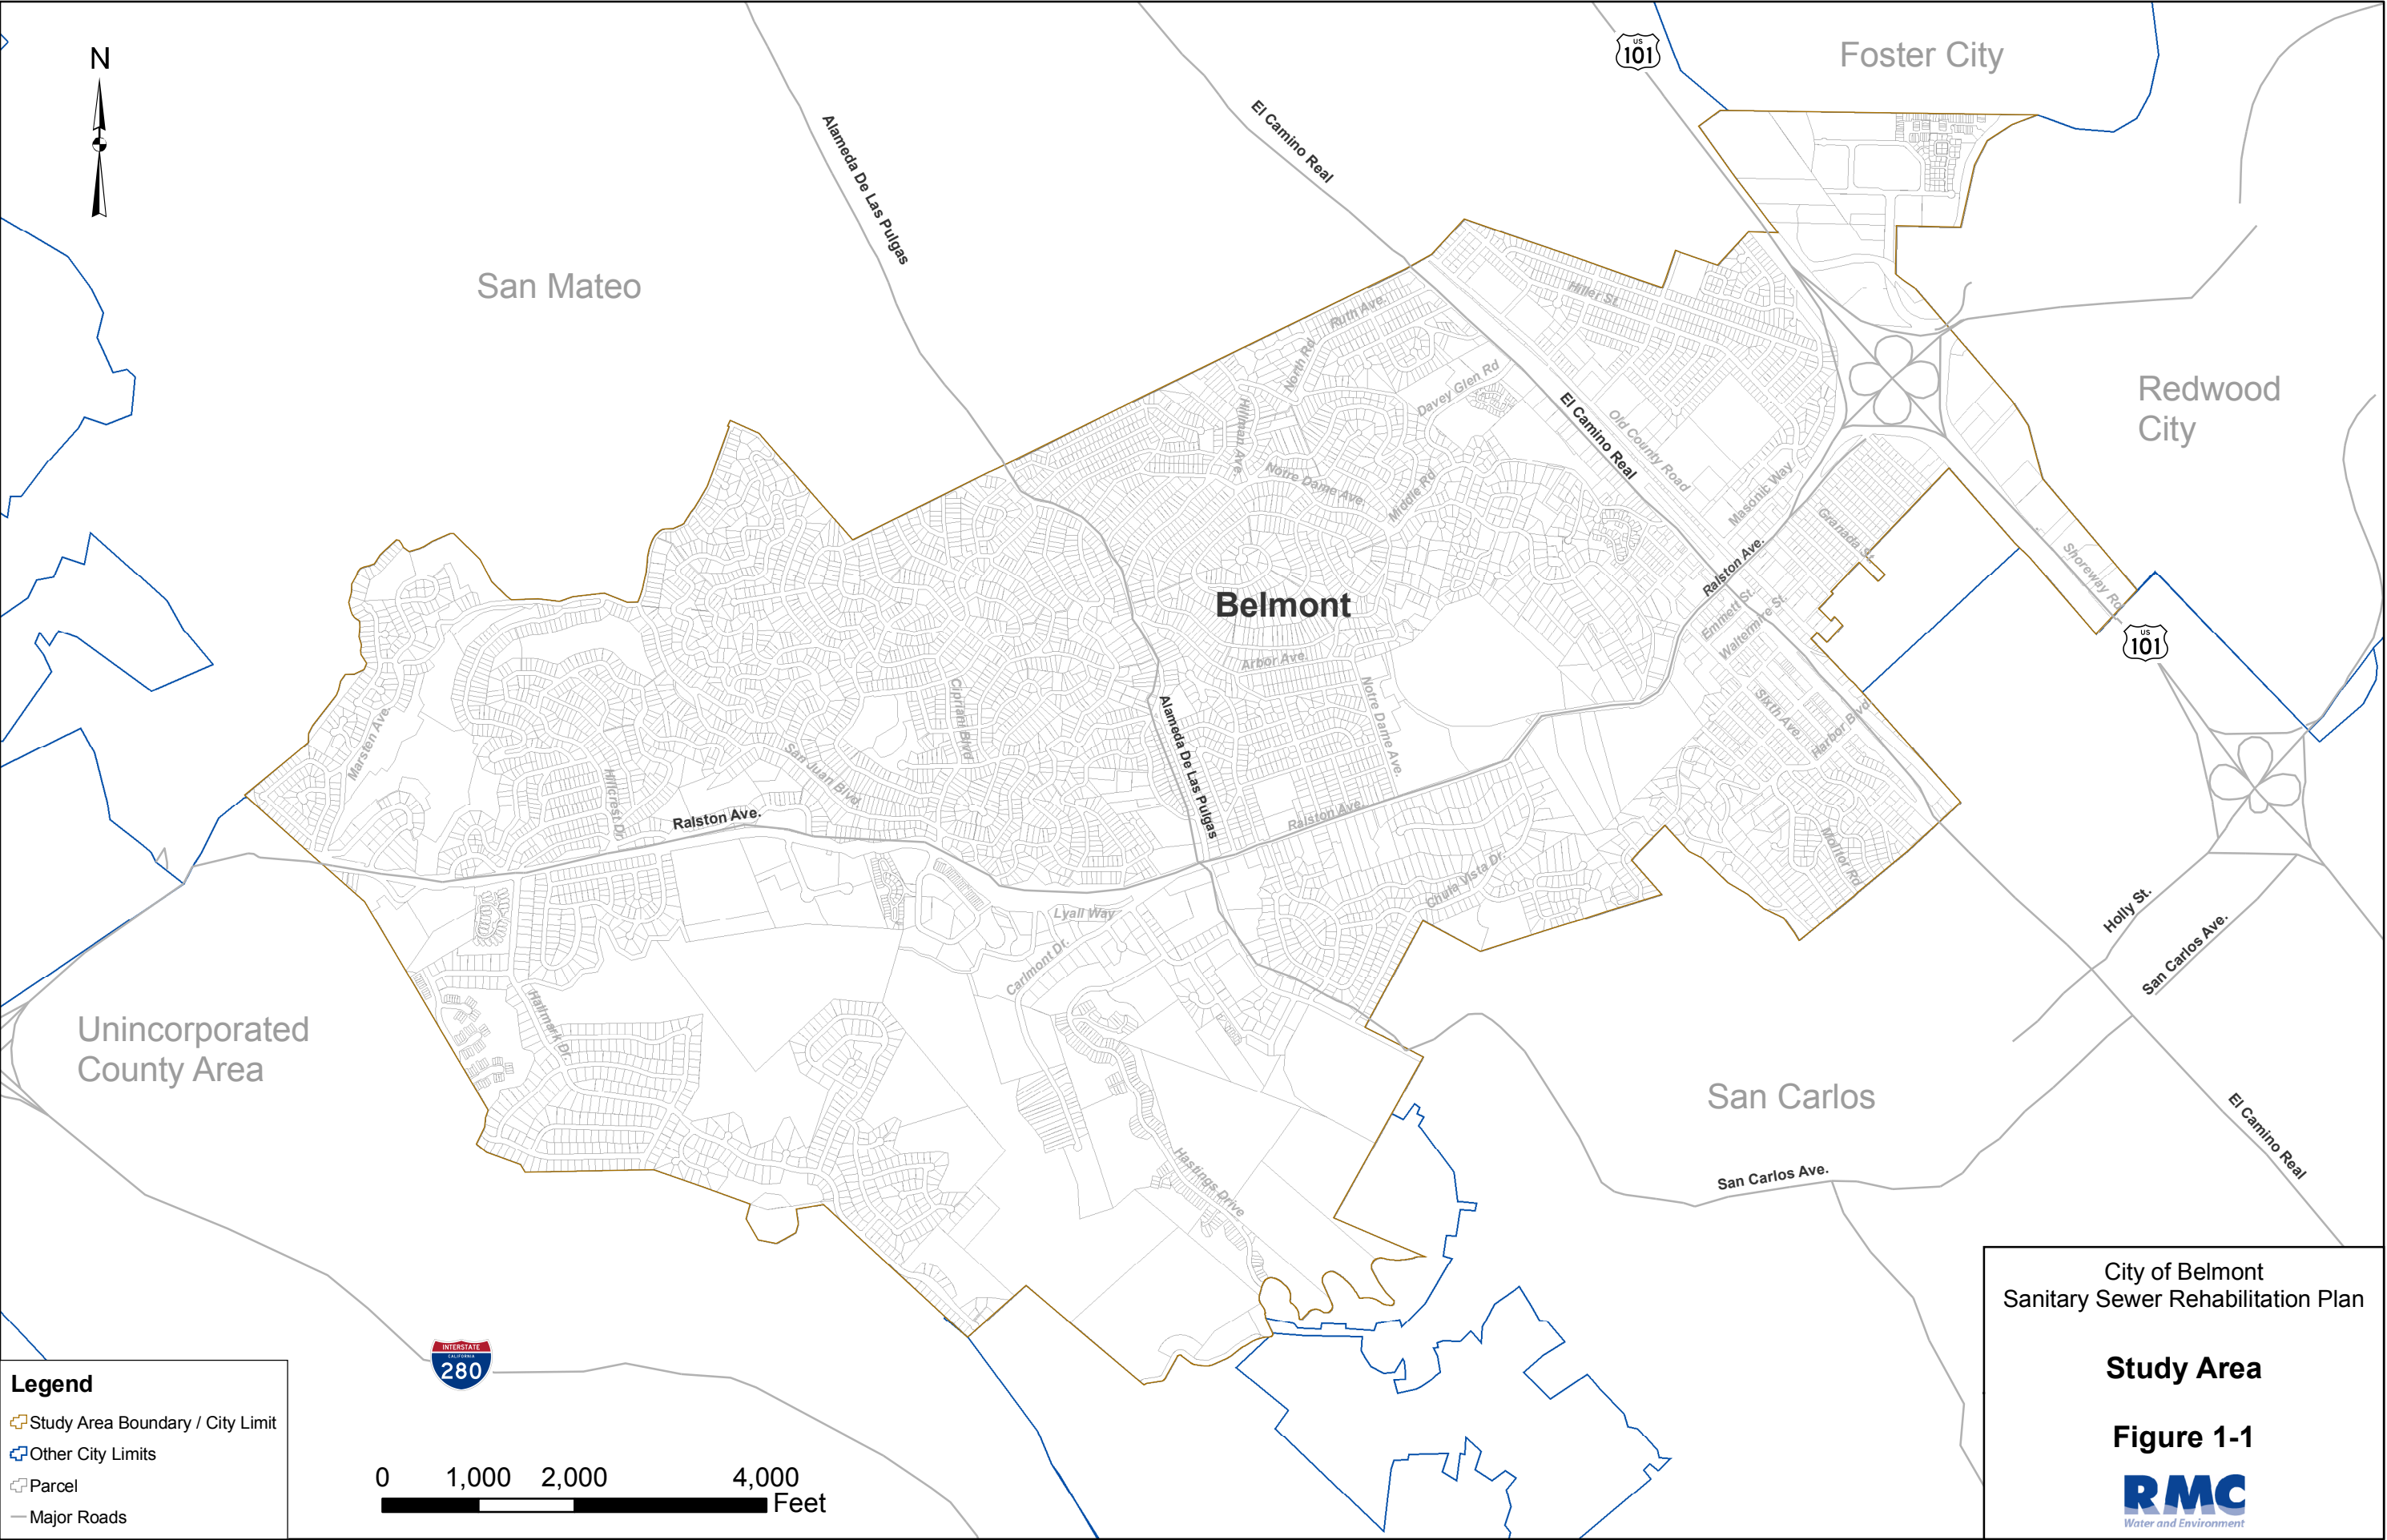 N
US
101
Foster City
Alameda De Las Pulgas
El Camino Real
San Mateo
Hiller St.
Ruth Ave.
North Rd
Davey Glen Rd
Hillman Ave.
El Camino Real
Old County Road
Redwood
City
Notre Dame Ave.
Middle Rd
Masonic Way
Granada St.
Ralston Ave.
Shoreway Rd
Belmont
Emmett St.
Waltermire St.
US
101
Arbor Ave.
Notre Dame Ave.
Cipriani Blvd
Alameda De Las Pulgas
Sixth Ave.
Harbor Blvd
Marsten Ave.
San Juan Blvd.
Hillcrest Dr.
Ralston Ave.
Ralston Ave.
Molitor Rd
Chula Vista Dr.
Lyall Way
Carlmont Dr.
Holly St.
San Carlos Ave.
Hallmark Dr.
Unincorporated
County Area
San Carlos
El Camino Real
San Carlos Ave.
Hastings Drive
City of Belmont
Sanitary Sewer Rehabilitation Plan
Study Area
Figure 1-1
RMC
Water and Environment
INTERSTATE
CALIFORNIA
280
Legend
Study Area Boundary / City Limit
Other City Limits
Parcel
Major Roads
0 1,000 2,000 4,000
Feet